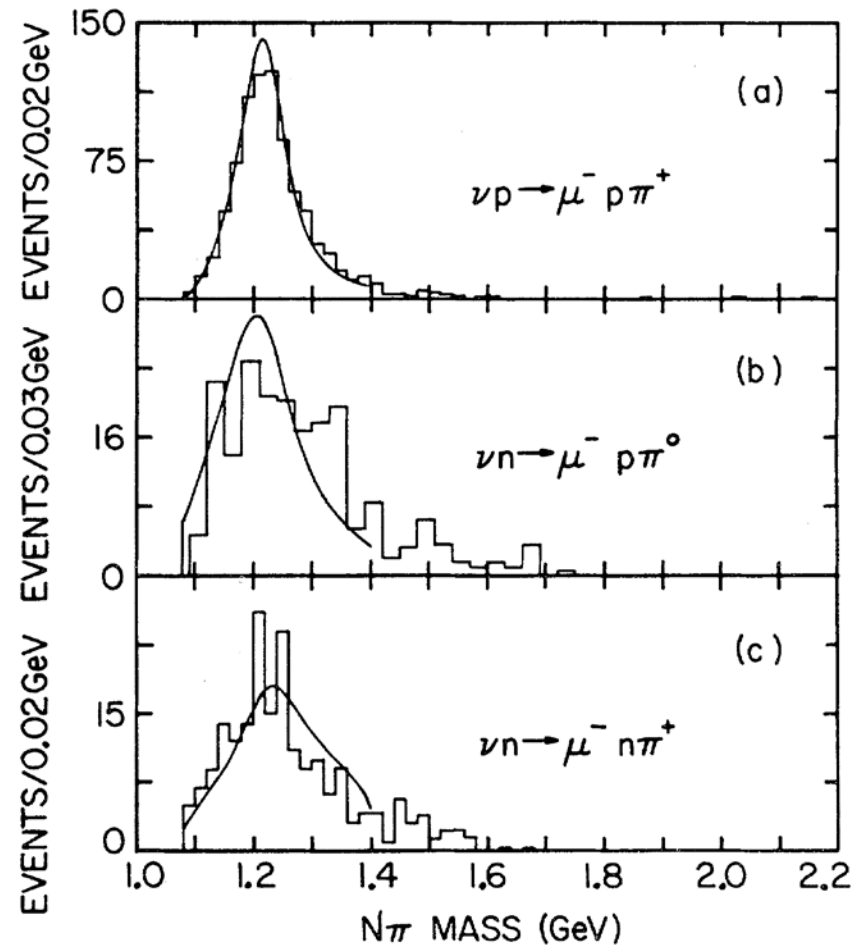 EVENTS/0.02GeV
150
75
0
(a)
νp→μ⁻ pπ⁺
EVENTS/0.03GeV
16
0
(b)
νn→μ⁻ pπ⁰
EVENTS/0.02GeV
15
0
(c)
νn→μ⁻ nπ⁺
1.0 1.2 1.4 1.6 1.8 2.0 2.2
Nπ MASS (GeV)